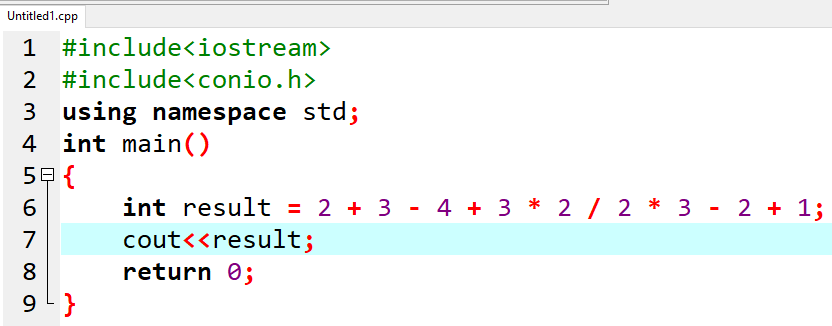 Untitled1.cpp
1 #include<iostream>
2 #include<conio.h>
3 using namespace std;
4 int main()
5 {
6 int result = 2 + 3 - 4 + 3 * 2 / 2 * 3 - 2 + 1;
7 cout<<result;
8 return 0;
9 }